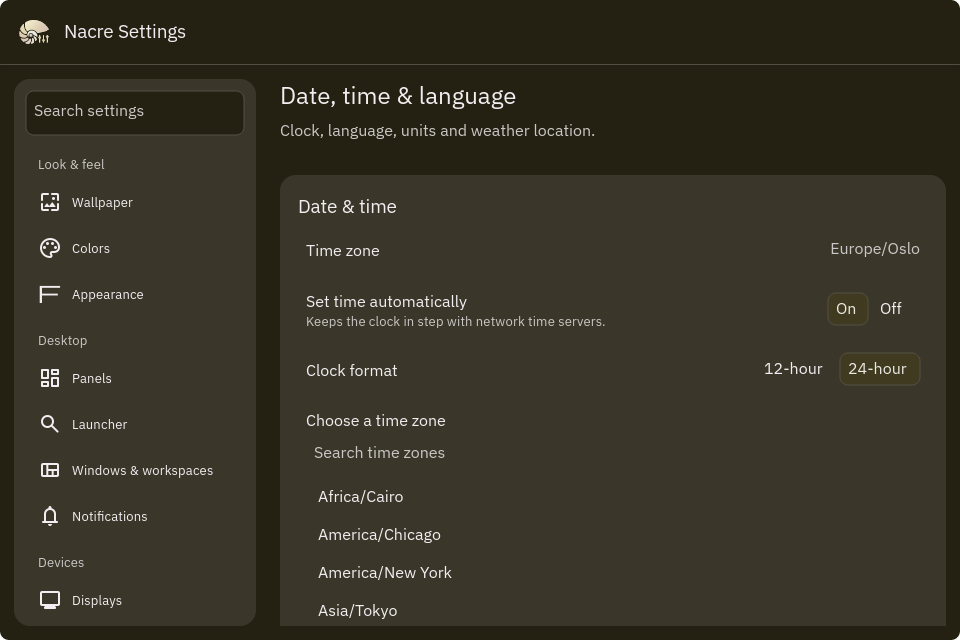 Nacre Settings
Search settings
Look & feel
Wallpaper
Colors
Appearance
Desktop
Panels
Launcher
Windows & workspaces
Notifications
Devices
Displays
Date, time & language
Clock, language, units and weather location.
Date & time
Time zone
Europe/Oslo
Set time automatically
Keeps the clock in step with network time servers.
On Off
Clock format
12-hour 24-hour
Choose a time zone
Search time zones
Africa/Cairo
America/Chicago
America/New York
Asia/Tokyo